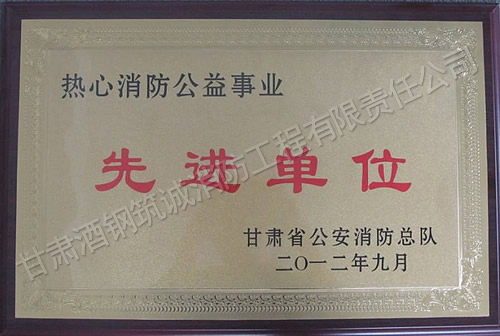 热心消防公益事业
先进单位
甘肃省公安消防总队
二〇一二年九月
甘肃酒钢筑诚消防工程有限责任公司